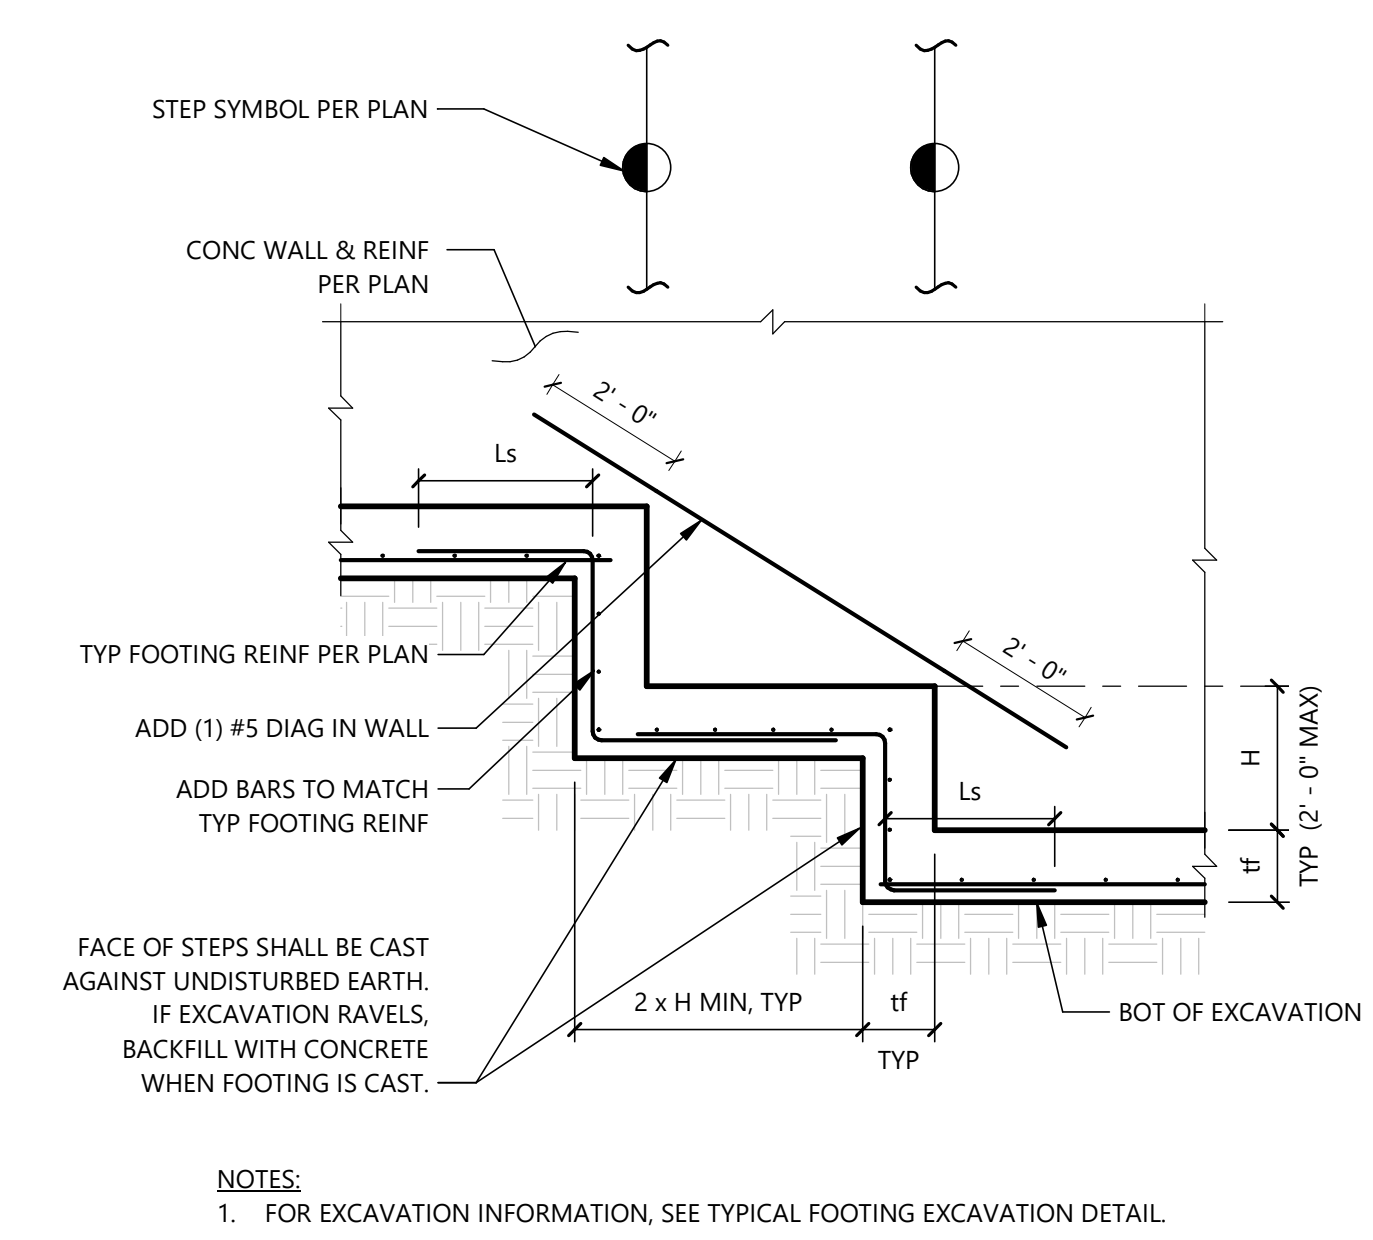 STEP SYMBOL PER PLAN
CONC WALL & REINF
PER PLAN
2' - 0"
Ls
TYP FOOTING REINF PER PLAN
2' - 0"
ADD (1) #5 DIAG IN WALL
ADD BARS TO MATCH
TYP FOOTING REINF
Ls
H
tf
TYP (2' - 0" MAX)
FACE OF STEPS SHALL BE CAST
AGAINST UNDISTURBED EARTH.
IF EXCAVATION RAVELS,
BACKFILL WITH CONCRETE
WHEN FOOTING IS CAST.
2 x H MIN, TYP
tf
TYP
BOT OF EXCAVATION
NOTES:
1. FOR EXCAVATION INFORMATION, SEE TYPICAL FOOTING EXCAVATION DETAIL.